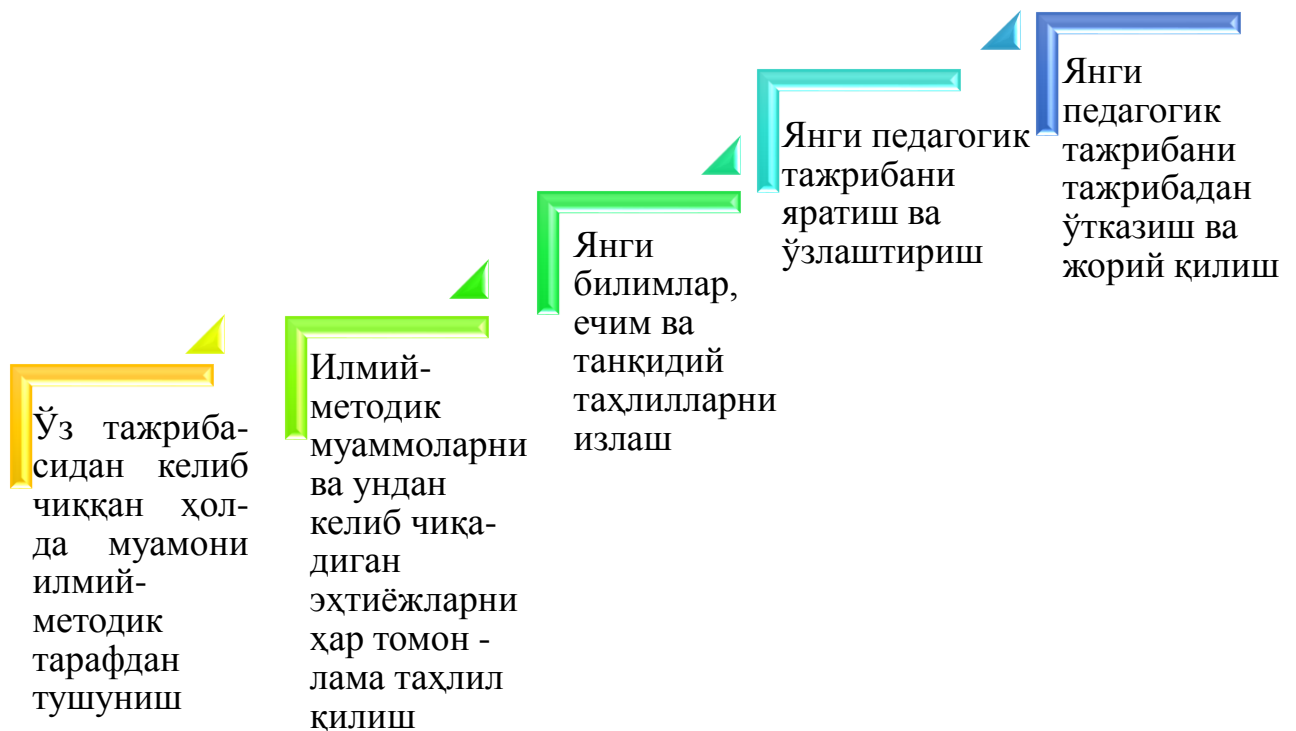 Ўз тажриба-
сидан келиб
чиққан ҳол-
да муамони
илмий-
методик
тарафдан
тушуниш
Илмий-
методик
муаммоларни
ва ундан
келиб чиқа-
диган
эҳтиёжларни
ҳар томон -
лама таҳлил
қилиш
Янги
билимлар,
ечим ва
танқидий
таҳлилларни
излаш
Янги педагогик
тажрибани
яратиш ва
ўзлаштириш
Янги
педагогик
тажрибани
тажрибадан
ўтказиш ва
жорий қилиш